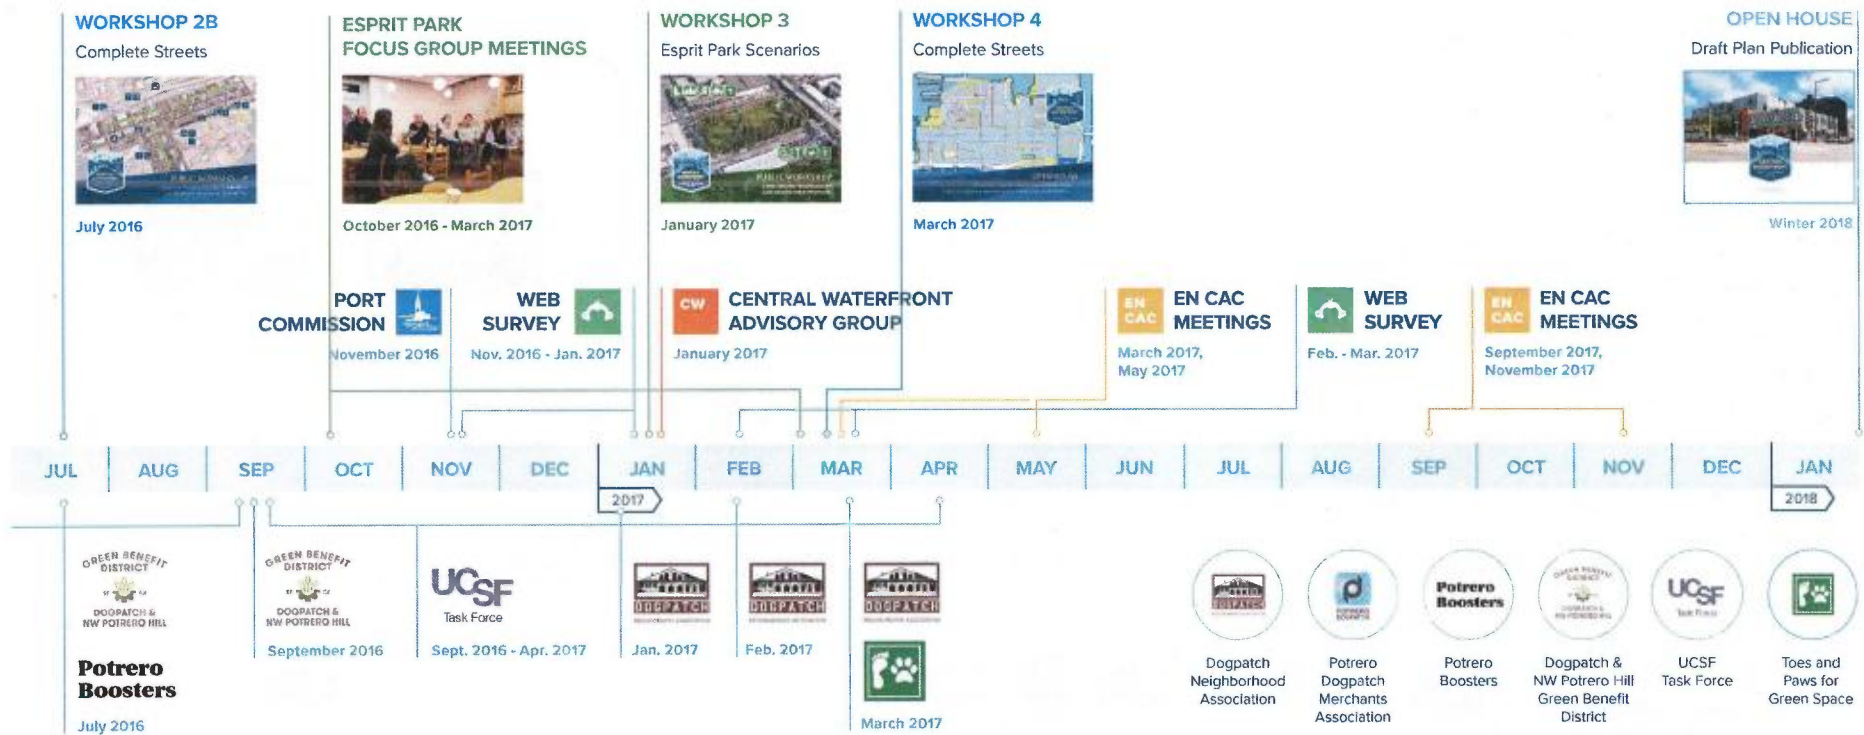 WORKSHOP 2B
Complete Streets
July 2016
ESPRIT PARK
FOCUS GROUP MEETINGS
October 2016 - March 2017
WORKSHOP 3
Esprit Park Scenarios
PUBLIC WORKSHOP
January 2017
WORKSHOP 4
Complete Streets
March 2017
OPEN HOUSE
Draft Plan Publication
Winter 2018
PORT
COMMISSION
November 2016
WEB
SURVEY
Nov. 2016 - Jan. 2017
CW
CENTRAL WATERFRONT
ADVISORY GROUP
January 2017
EN
CAC
EN CAC
MEETINGS
March 2017,
May 2017
WEB
SURVEY
Feb. - Mar. 2017
EN
CAC
EN CAC
MEETINGS
September 2017,
November 2017
JUL AUG SEP OCT NOV DEC JAN FEB MAR APR MAY JUN JUL AUG SEP OCT NOV DEC JAN
2017
2018
GREEN BENEFIT
DISTRICT
DOGPATCH &
NW POTRERO HILL
Potrero
Boosters
July 2016
GREEN BENEFIT
DISTRICT
DOGPATCH &
NW POTRERO HILL
September 2016
UCSF
Task Force
Sept. 2016 - Apr. 2017
DOGPATCH
Jan. 2017
DOGPATCH
Feb. 2017
DOGPATCH
March 2017
DOGPATCH
Dogpatch
Neighborhood
Association
Potrero
Dogpatch
Merchants
Association
Potrero
Boosters
Potrero
Boosters
Dogpatch &
NW Potrero Hill
Green Benefit
District
UCSF
Task Force
UCSF
Task Force
Toes and
Paws for
Green Space